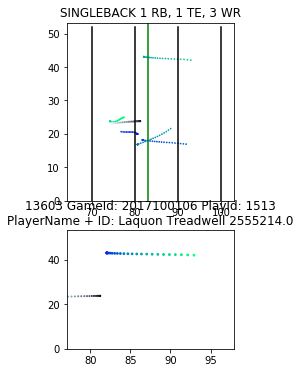 SINGLEBACK 1 RB, 1 TE, 3 WR
50
40
30
20
10
0
70 80 90 100
13603 GameId: 2017100106 PlayId: 1513
PlayerName + ID: Laquon Treadwell 2555214.0
40
20
0
80 85 90 95